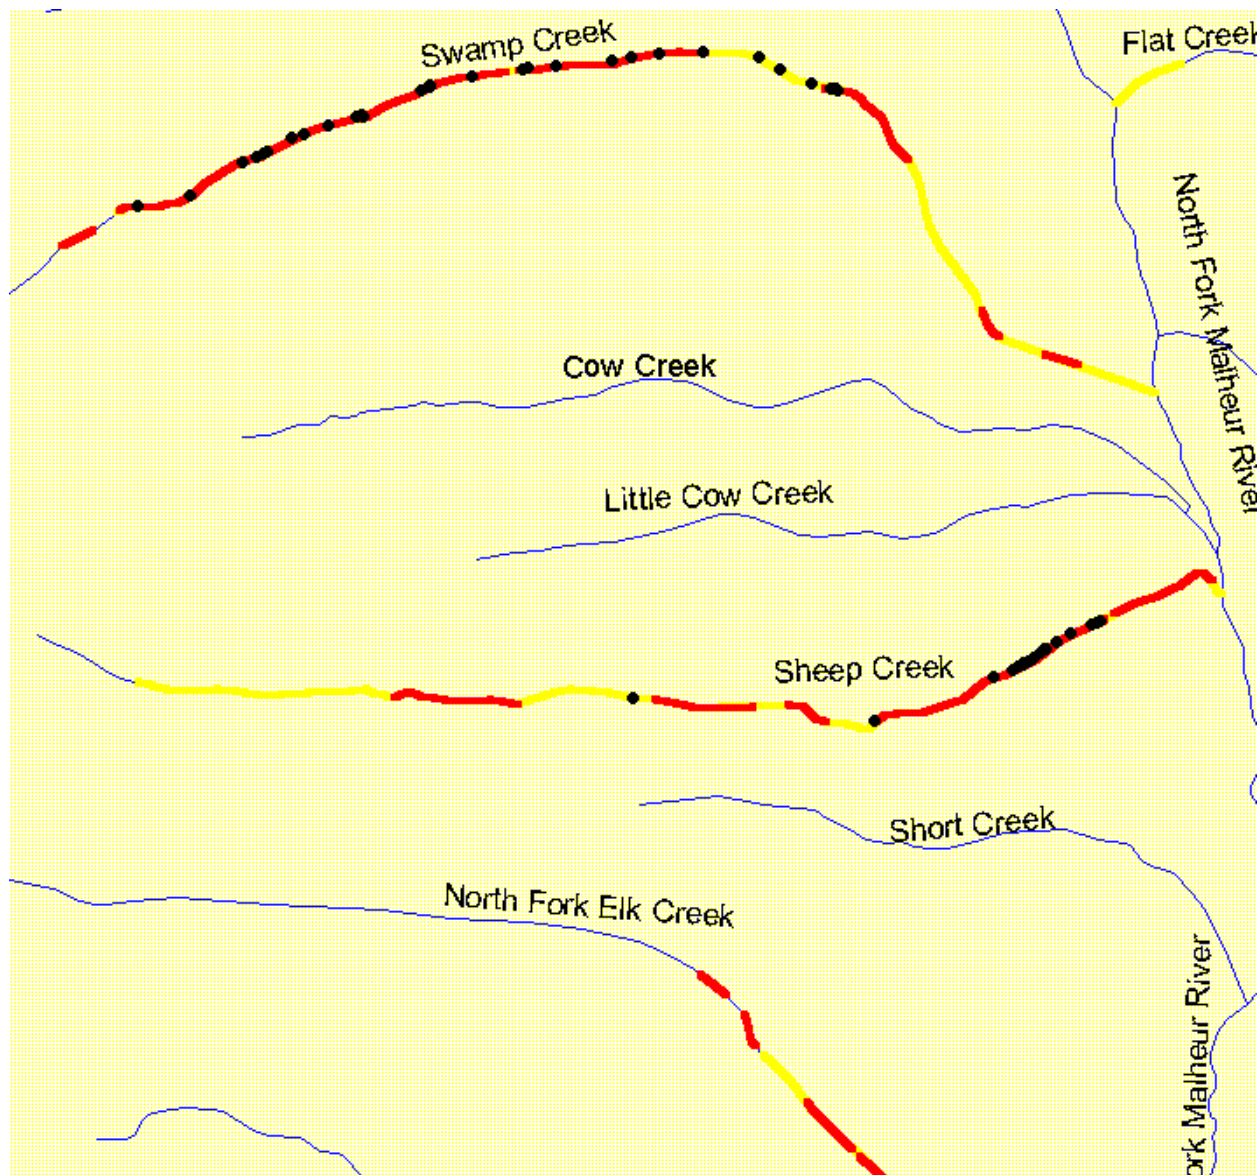 Swamp Creek
Flat Creek
North Fork Malheur River
Cow Creek
Little Cow Creek
Sheep Creek
Short Creek
North Fork Elk Creek
ork Malheur River